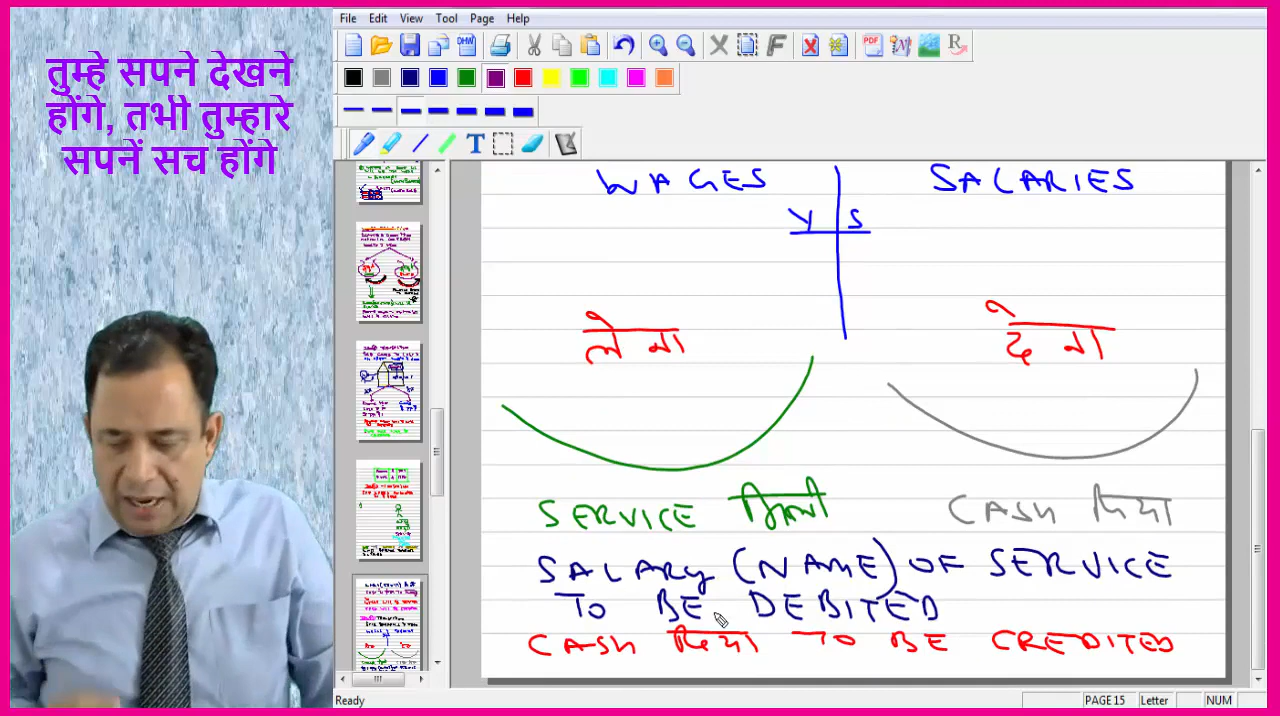 तुम्हे सपने देखने
होंगे, तभी तुम्हारे
सपनें सच होंगे
File Edit View Tool Page Help
WAGES SALARIES
Y S
लेना देना
SERVICE मिली CASH दिया
SALARY (NAME) OF SERVICE
TO BE DEBITED
CASH दिया TO BE CREDITED
Ready PAGE 15 Letter NUM